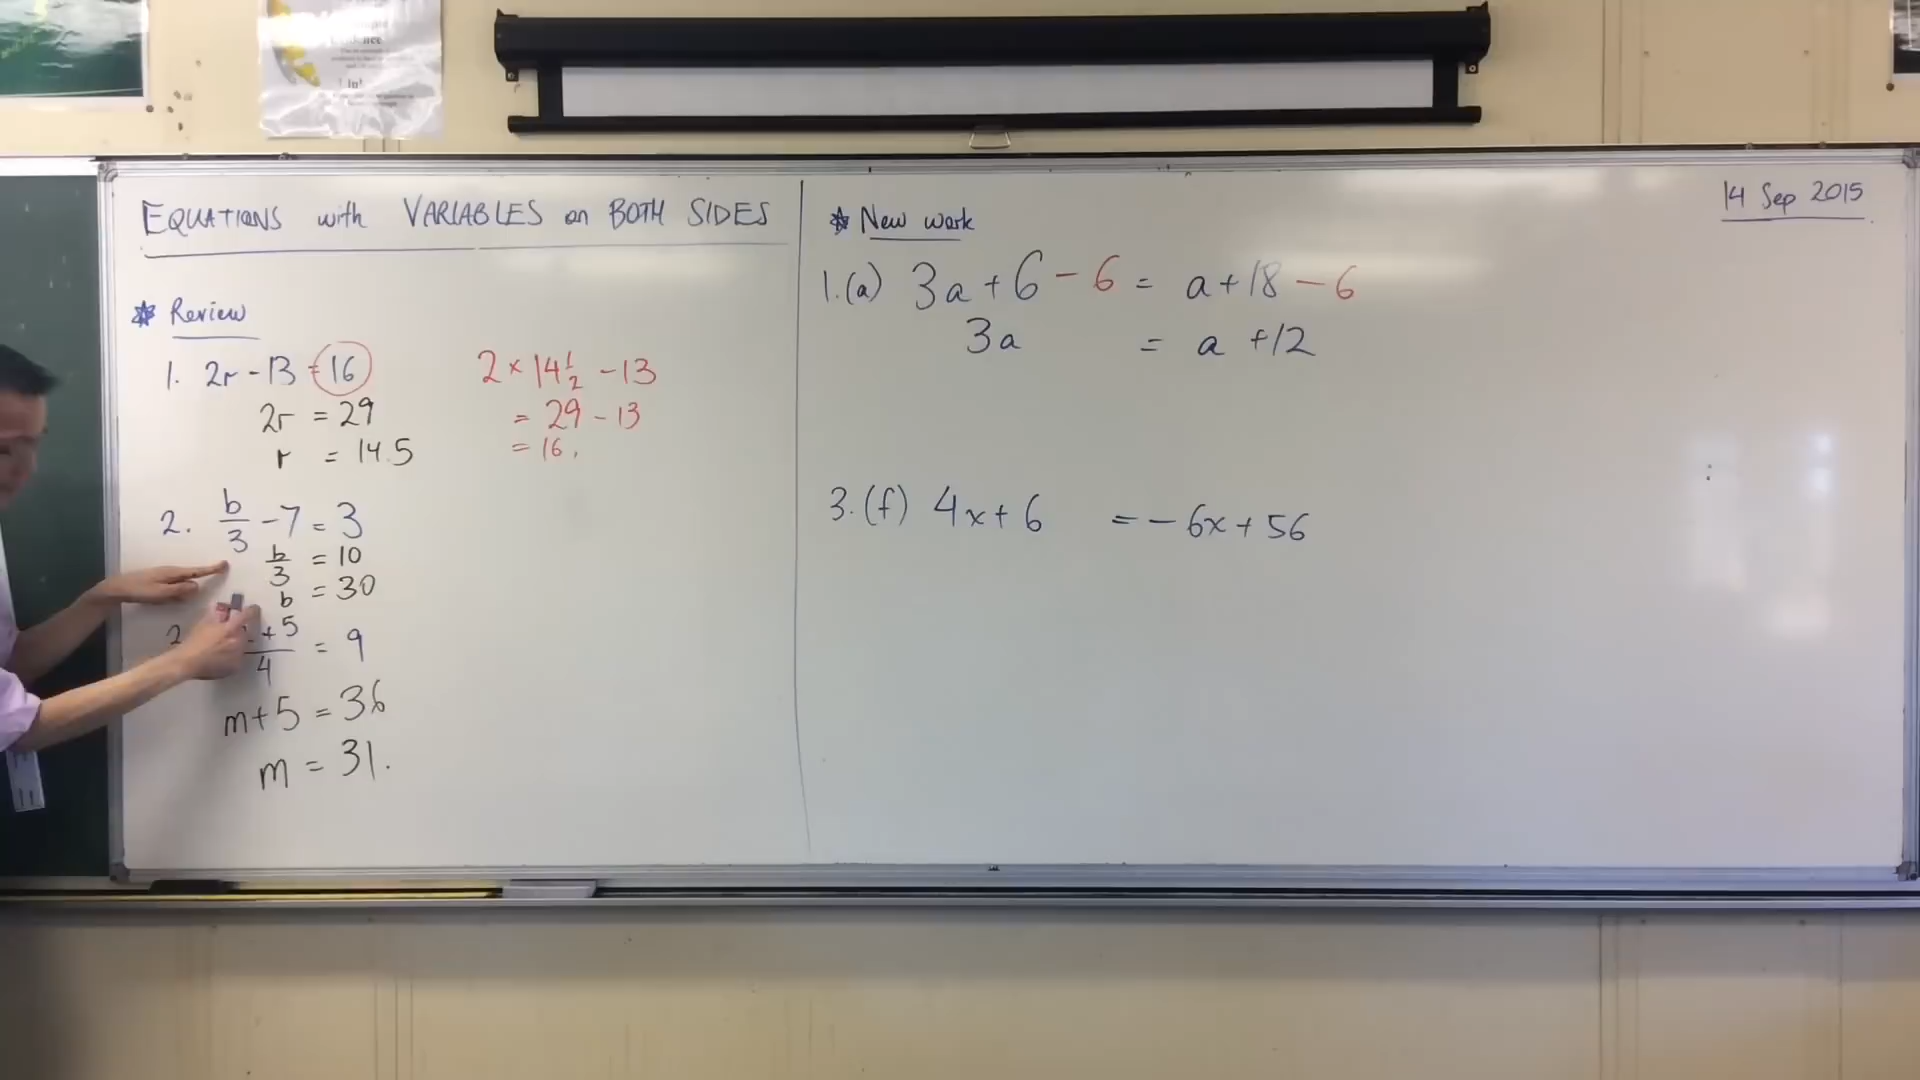 EQUATIONS with VARIABLES on BOTH SIDES
* Review
1. 2r - 13 = 16
2r = 29
r = 14.5
2 × 14 1/2 - 13
= 29 - 13
= 16.
2. b/3 - 7 = 3
b/3 = 10
b = 30
+ 5 / 4 = 9
m + 5 = 36
m = 31.
* New work
14 Sep 2015
1. (a) 3a + 6 - 6 = a + 18 - 6
3a = a + 12
3. (f) 4x + 6 = - 6x + 56